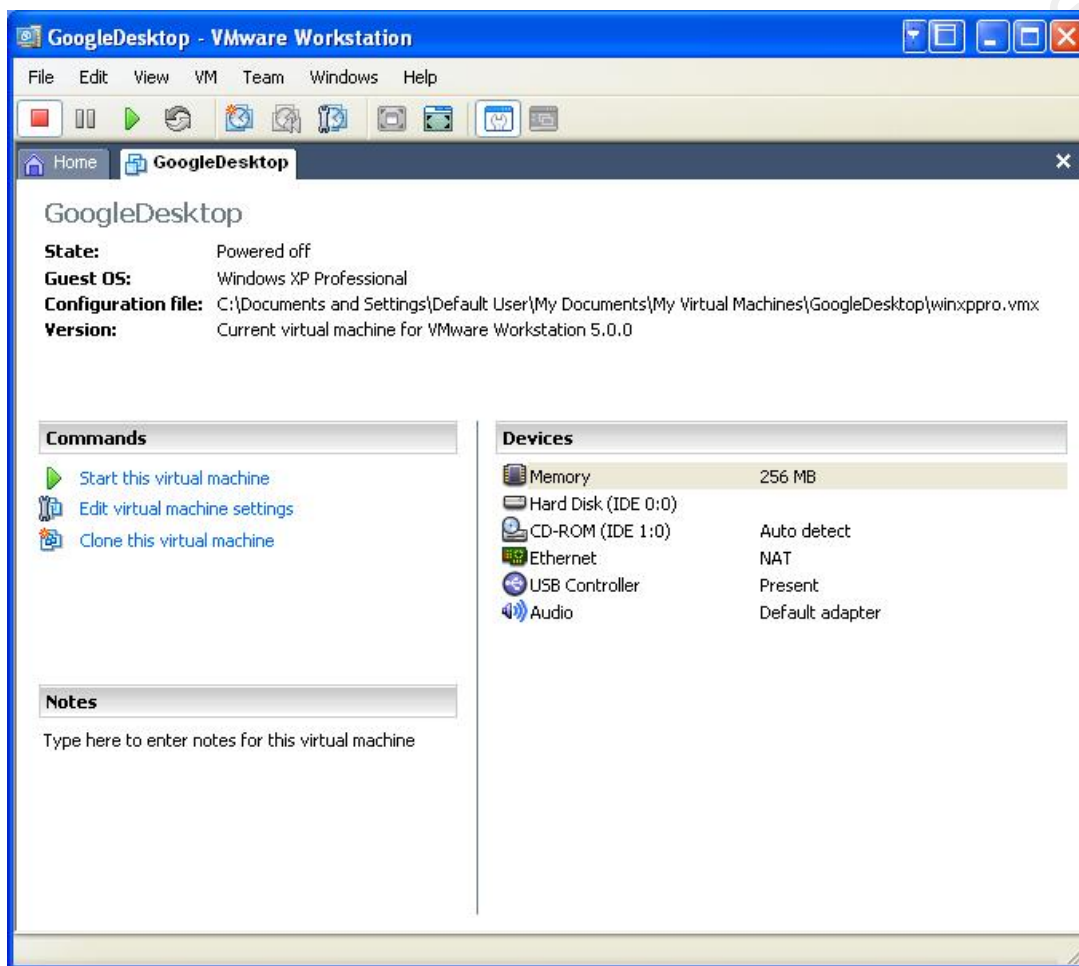 GoogleDesktop - VMware Workstation
File Edit View VM Team Windows Help
Home GoogleDesktop
GoogleDesktop
State: Powered off
Guest OS: Windows XP Professional
Configuration file: C:\Documents and Settings\Default User\My Documents\My Virtual Machines\GoogleDesktop\winxppro.vmx
Version: Current virtual machine for VMware Workstation 5.0.0
Commands
Start this virtual machine
Edit virtual machine settings
Clone this virtual machine
Devices
Memory 256 MB
Hard Disk (IDE 0:0)
CD-ROM (IDE 1:0) Auto detect
Ethernet NAT
USB Controller Present
Audio Default adapter
Notes
Type here to enter notes for this virtual machine